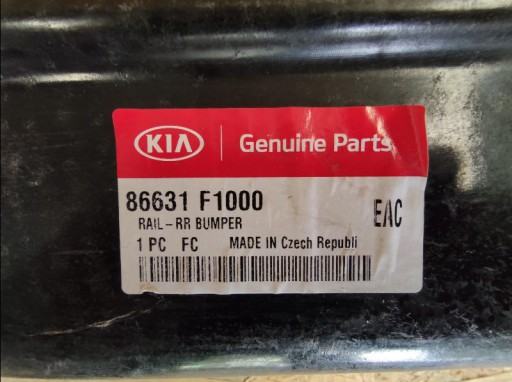 KIA Genuine Parts
86631 F1000
RAIL-RR BUMPER
EAC
1 PC FC MADE IN Czech Republi